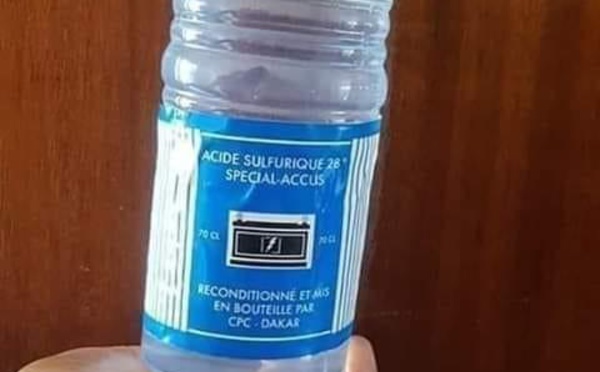 ACIDE SULFURIQUE 28°
SPECIAL-ACCUS
70 CL 70 CL
RECONDITIONNÉ ET MIS
EN BOUTEILLE PAR
CPC - DAKAR